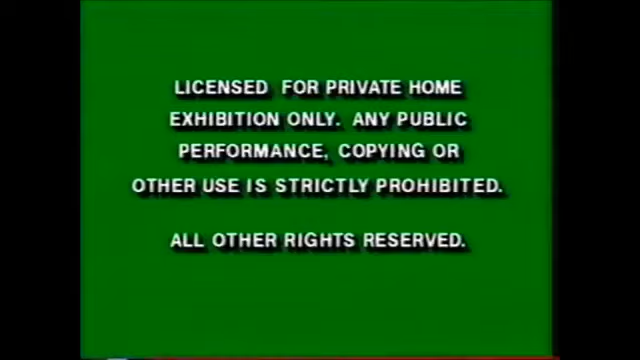 LICENSED FOR PRIVATE HOME
EXHIBITION ONLY. ANY PUBLIC
PERFORMANCE, COPYING OR
OTHER USE IS STRICTLY PROHIBITED.
ALL OTHER RIGHTS RESERVED.